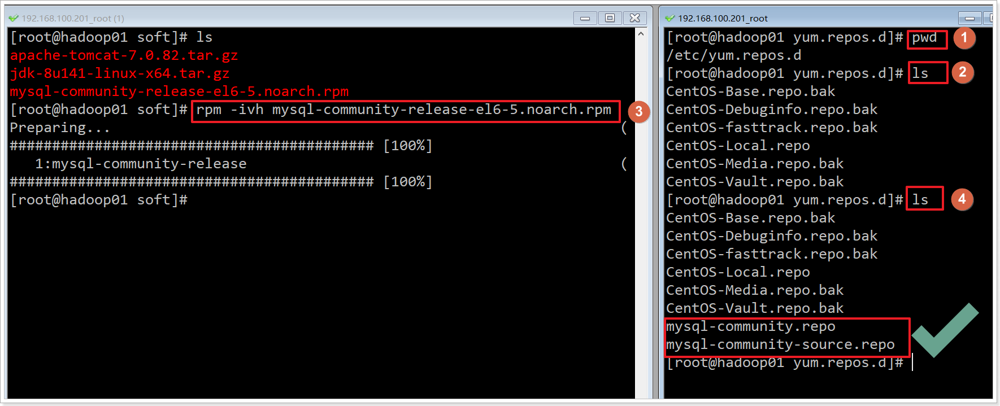 192.168.100.201_root (1)
[root@hadoop01 soft]# ls
apache-tomcat-7.0.82.tar.gz
jdk-8u141-linux-x64.tar.gz
mysql-community-release-el6-5.noarch.rpm
[root@hadoop01 soft]# rpm -ivh mysql-community-release-el6-5.noarch.rpm
3
Preparing... (
########################################### [100%]
1:mysql-community-release (
########################################### [100%]
[root@hadoop01 soft]#
192.168.100.201_root
[root@hadoop01 yum.repos.d]# pwd
1
/etc/yum.repos.d
[root@hadoop01 yum.repos.d]# ls
2
CentOS-Base.repo.bak
CentOS-Debuginfo.repo.bak
CentOS-fasttrack.repo.bak
CentOS-Local.repo
CentOS-Media.repo.bak
CentOS-Vault.repo.bak
[root@hadoop01 yum.repos.d]# ls
4
CentOS-Base.repo.bak
CentOS-Debuginfo.repo.bak
CentOS-fasttrack.repo.bak
CentOS-Local.repo
CentOS-Media.repo.bak
CentOS-Vault.repo.bak
mysql-community.repo
mysql-community-source.repo
[root@hadoop01 yum.repos.d]#